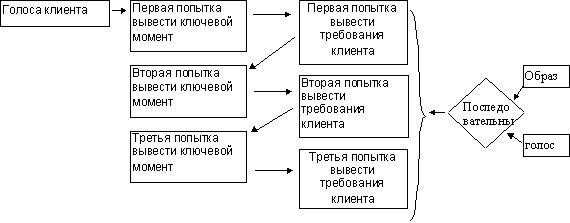 Голоса клиента
Первая попытка
вывести ключевой
момент
Первая попытка
вывести
требования
клиента
Вторая попытка
вывести ключевой
момент
Вторая попытка
вывести
требования
клиента
Третья попытка
вывести ключевой
момент
Третья попытка
вывести
требования
клиента
Последо
вательны
Образ
голос